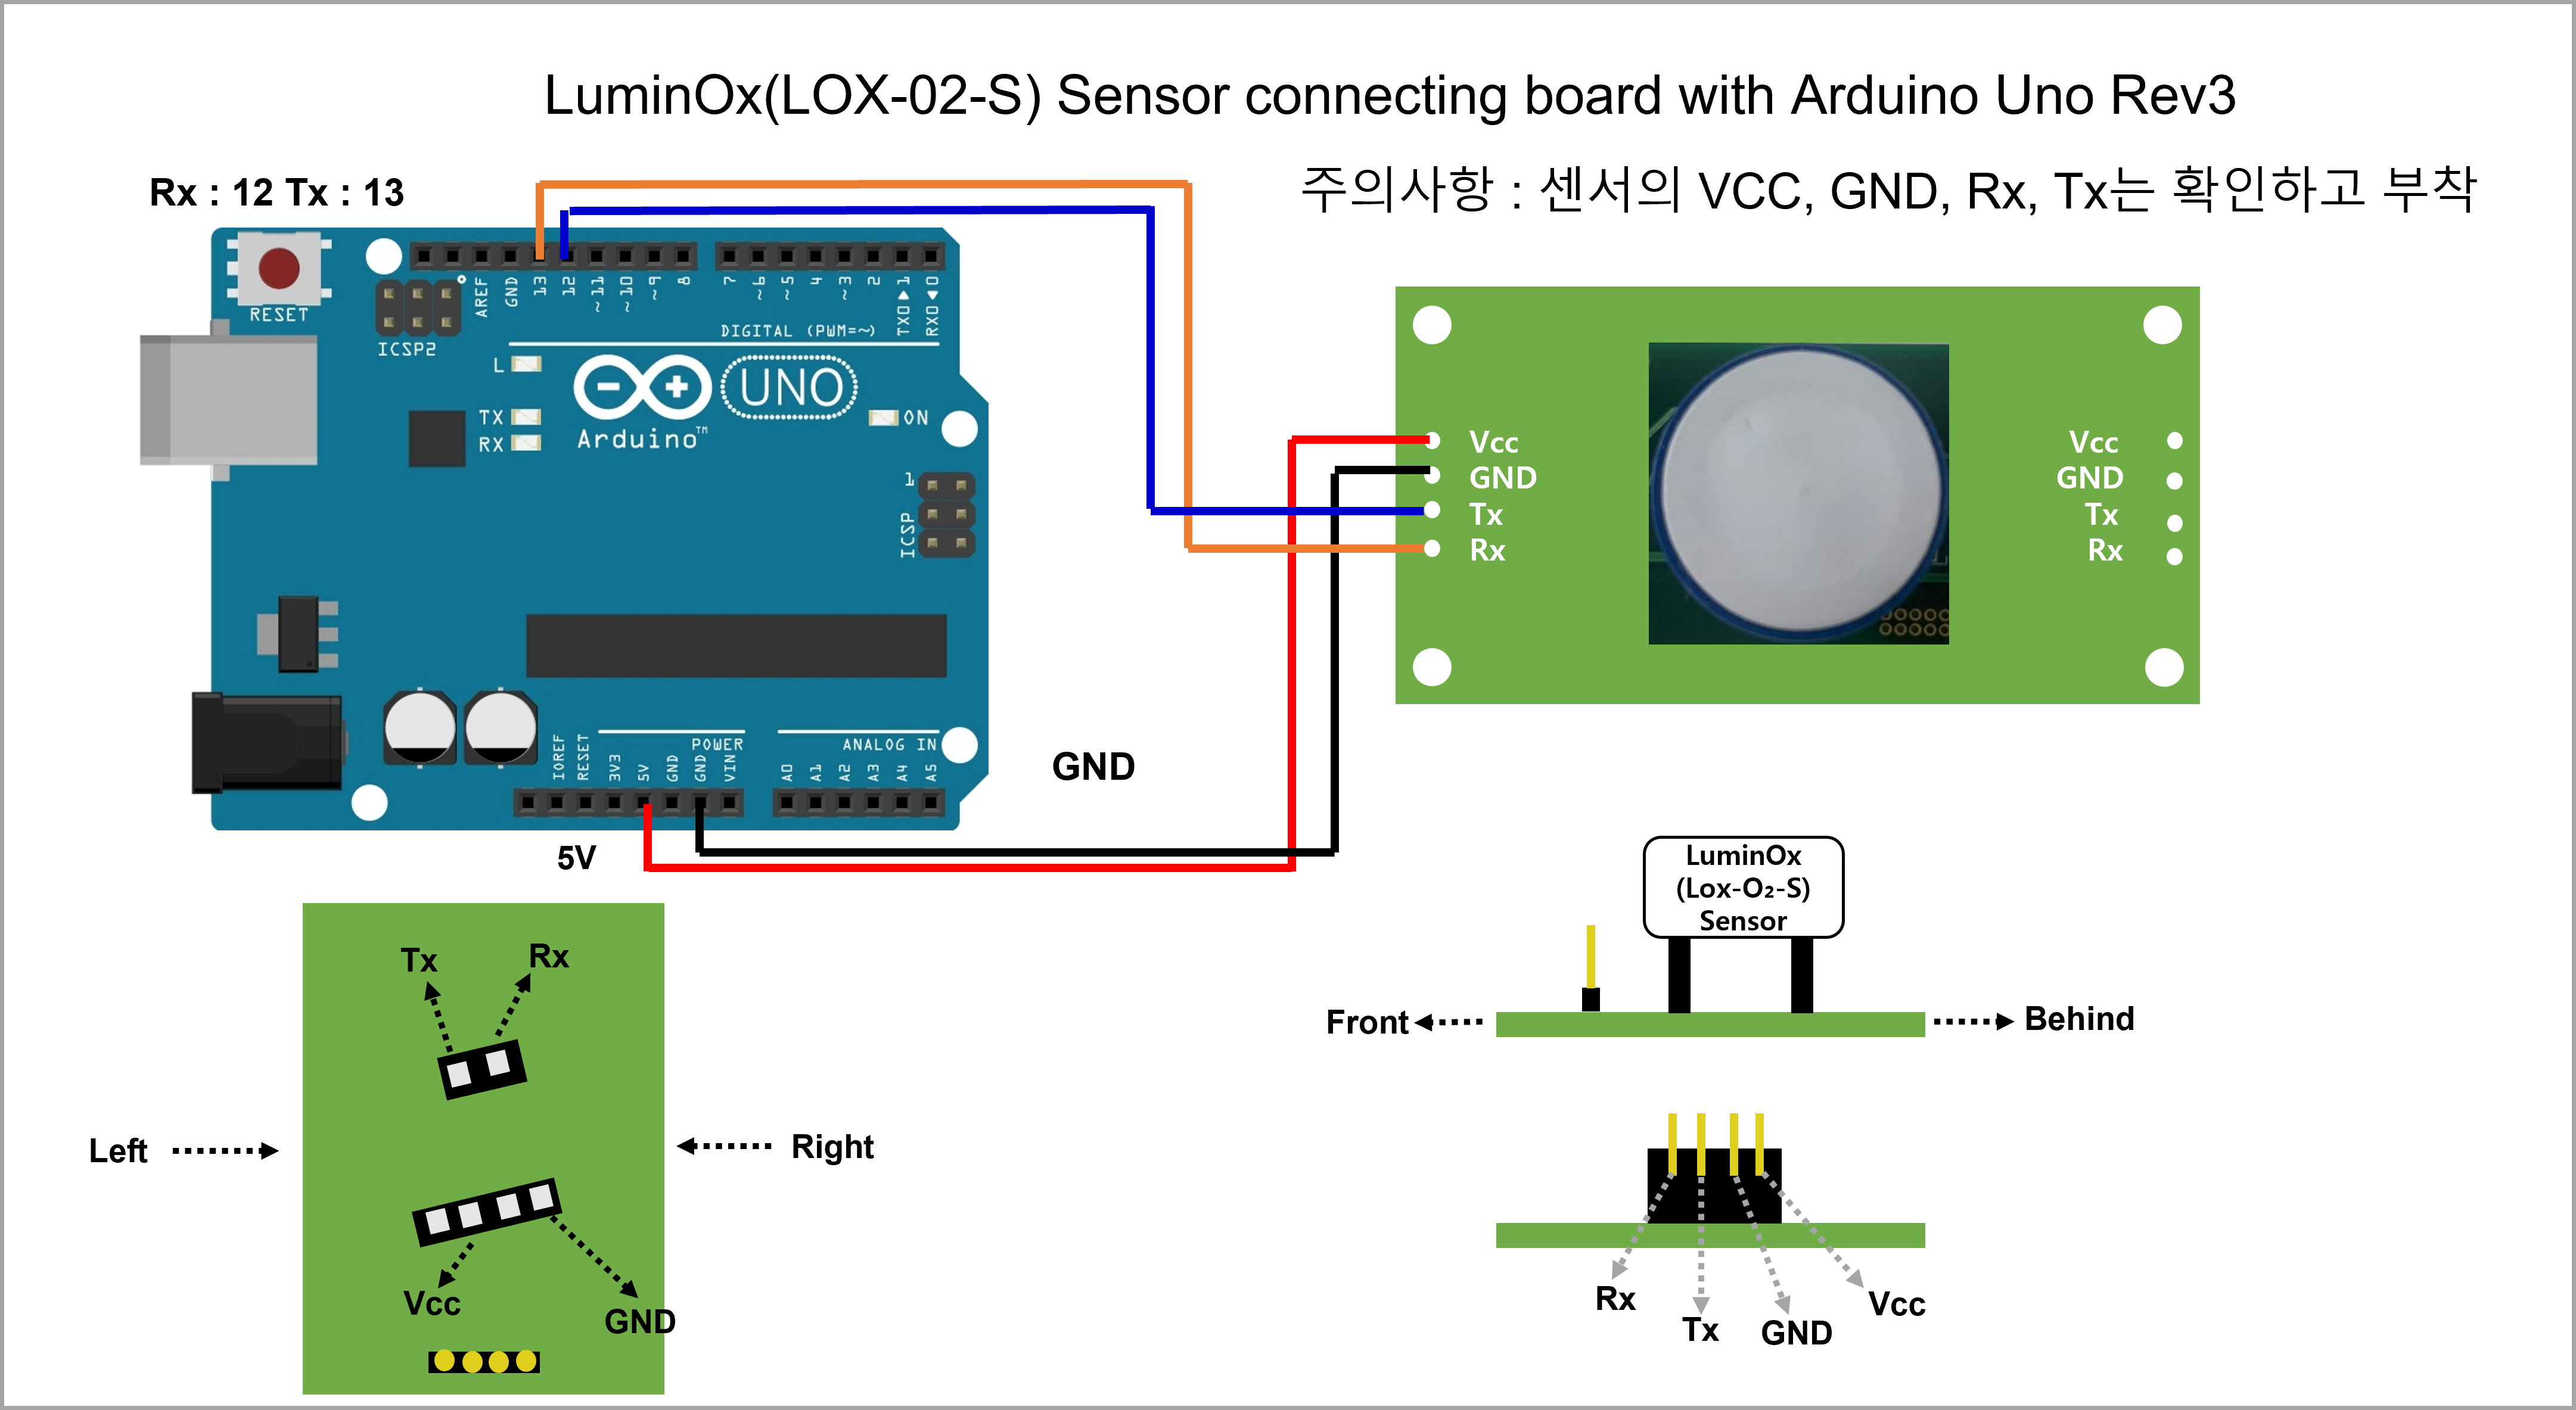 LuminOx(LOX-02-S) Sensor connecting board with Arduino Uno Rev3
주의사항 : 센서의 VCC, GND, Rx, Tx는 확인하고 부착
Rx : 12 Tx : 13
RESET
ICSP2
AREF
GND
13
12
~11
~10
~9
8
7
~6
~5
4
~3
2
TX0▶1
RX0◀0
DIGITAL (PWM=~)
L
TX
RX
UNO
Arduino™
ON
1
ICSP
IOREF
RESET
3V3
5V
GND
GND
VIN
POWER
ANALOG IN
A0
A1
A2
A3
A4
A5
GND
5V
Vcc
GND
Tx
Rx
Vcc
GND
Tx
Rx
Tx
Rx
Left
Right
Vcc
GND
LuminOx
(Lox-O₂-S)
Sensor
Front
Behind
Rx
Tx
GND
Vcc